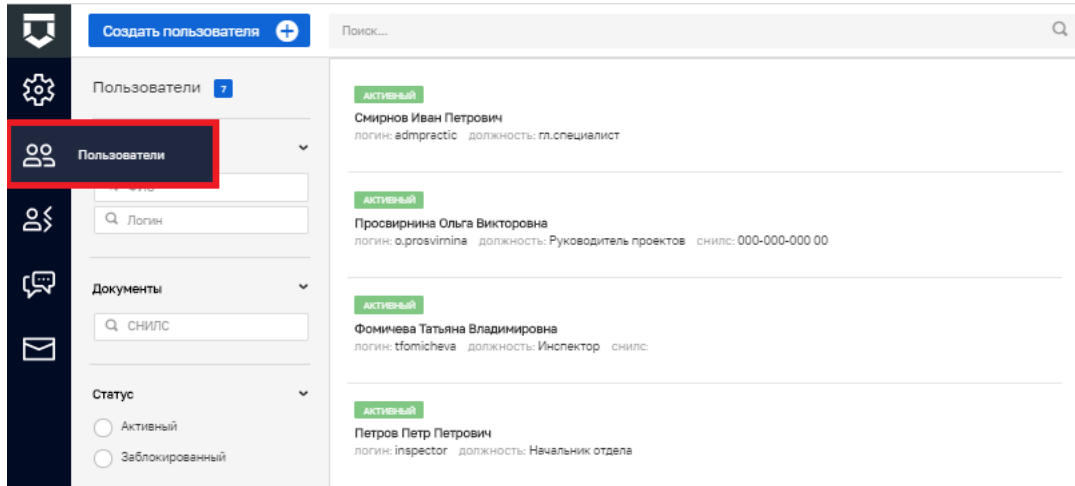 Создать пользователя
Поиск...
Пользователи 7
Пользователи
Логин
Документы
СНИЛС
Статус
Активный
Заблокированный
АКТИВНЫЙ
Смирнов Иван Петрович
логин: admpractic должность: гл.специалист
АКТИВНЫЙ
Просвирнина Ольга Викторовна
логин: o.prosvirnina должность: Руководитель проектов снилс: 000-000-000 00
АКТИВНЫЙ
Фомичева Татьяна Владимировна
логин: tfomicheva должность: Инспектор снилс:
АКТИВНЫЙ
Петров Петр Петрович
логин: inspector должность: Начальник отдела